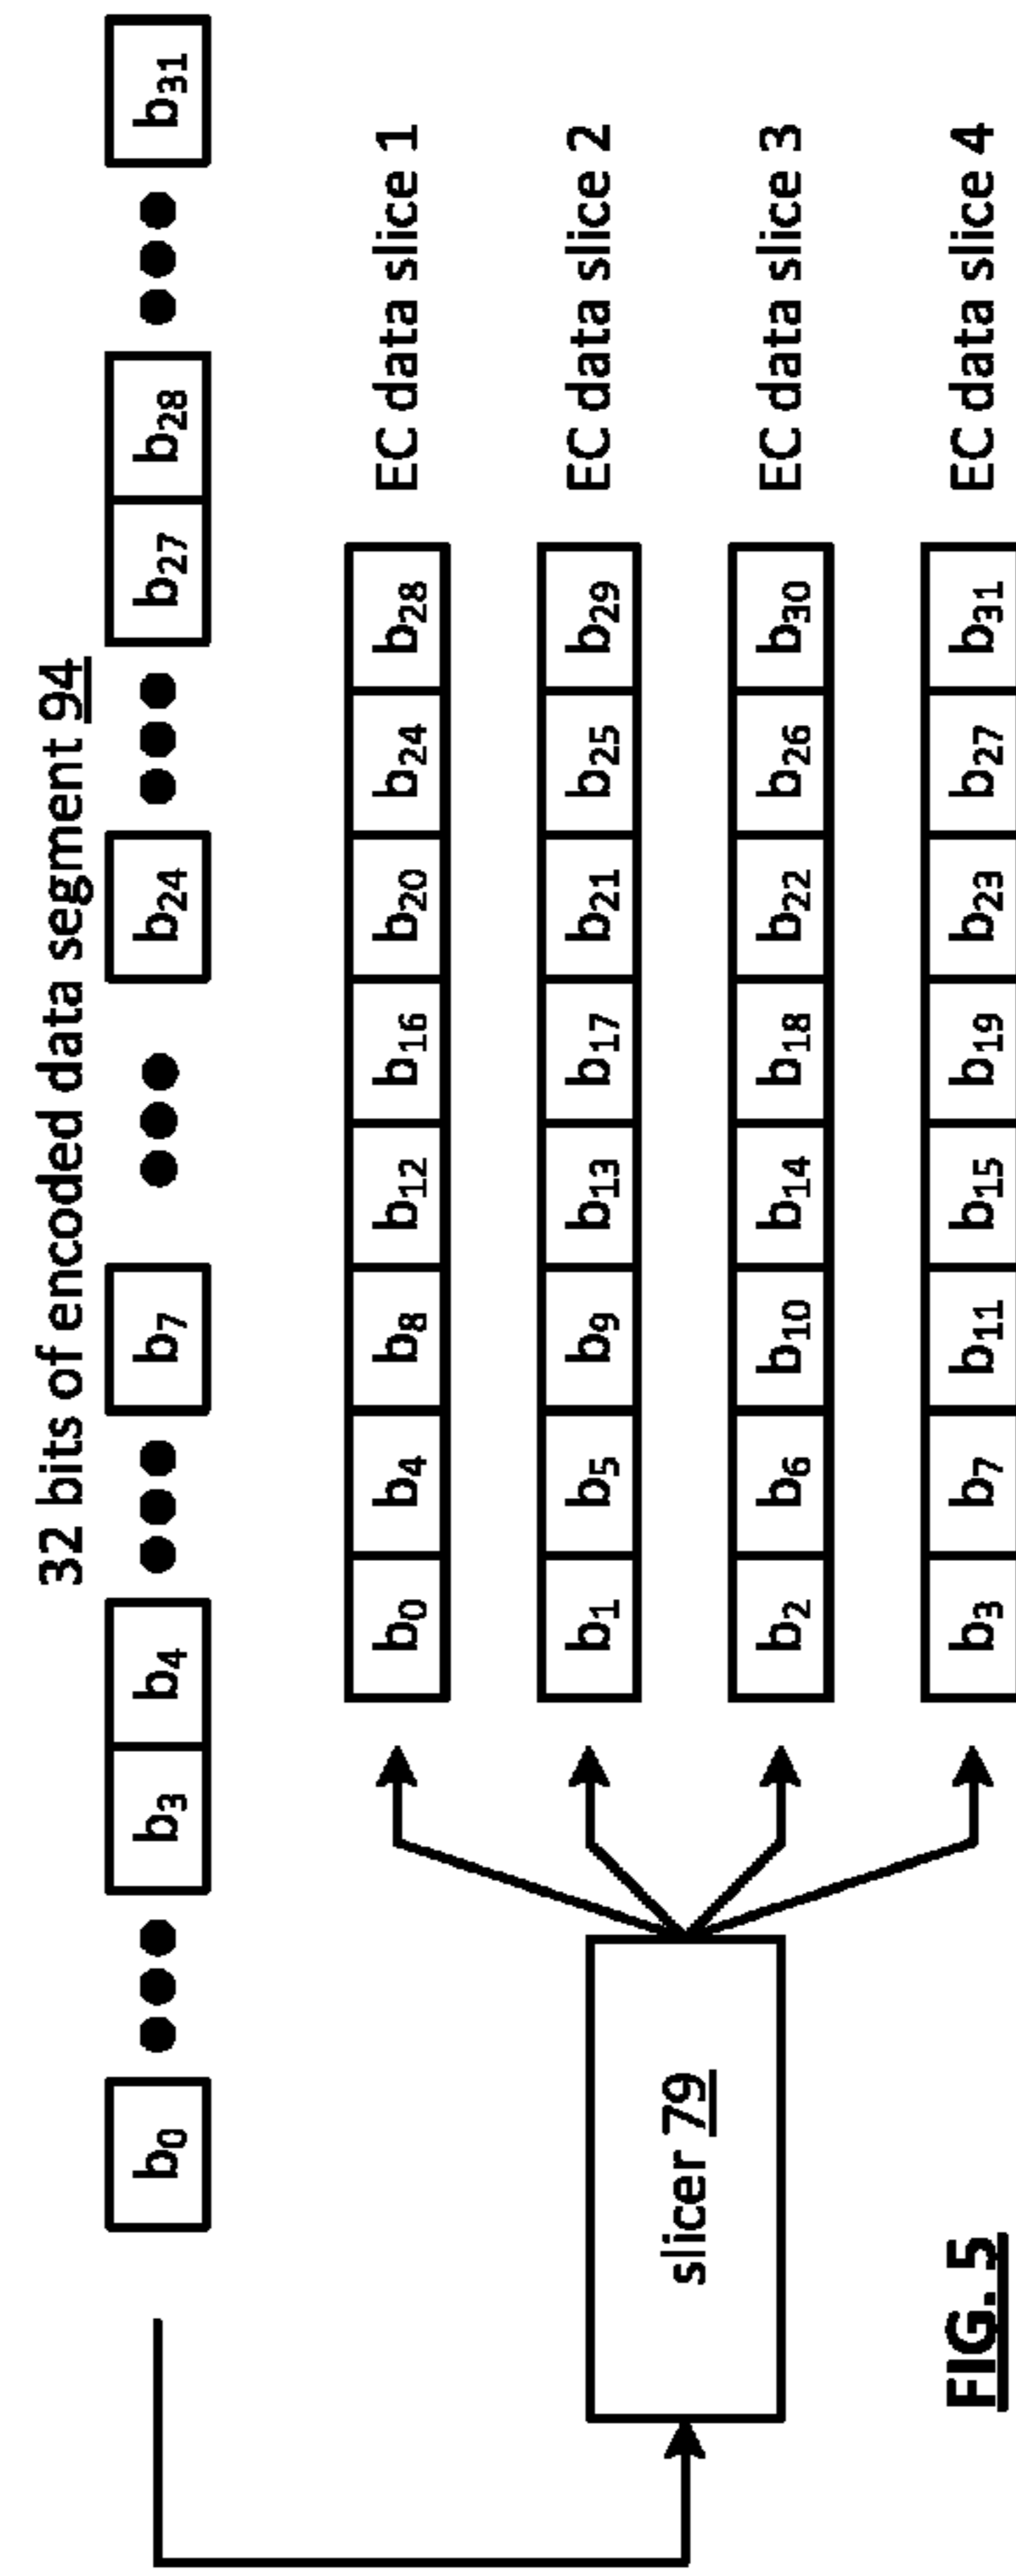 32 bits of encoded data segment 94
b0 ●●● b3 b4 ●●● b7 ●●● b24 ●●● b27 b28 ●●● b31
b0 b4 b8 b12 b16 b20 b24 b28 EC data slice 1
b1 b5 b9 b13 b17 b21 b25 b29 EC data slice 2
slicer 79
b2 b6 b10 b14 b18 b22 b26 b30 EC data slice 3
b3 b7 b11 b15 b19 b23 b27 b31 EC data slice 4
FIG. 5